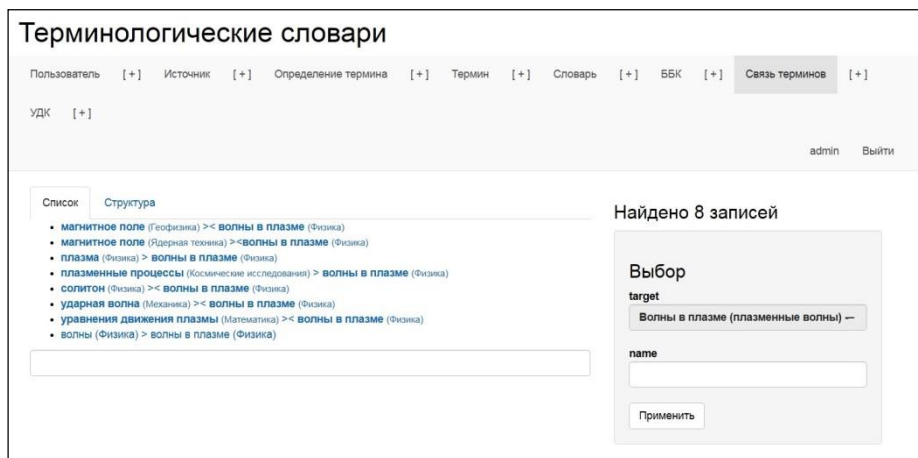 Терминологические словари
Пользователь [ + ] Источник [ + ] Определение термина [ + ] Термин [ + ] Словарь [ + ] ББК [ + ] Связь терминов [ + ]
УДК [ + ]
admin Выйти
Список Структура
магнитное поле (Геофизика) >< волны в плазме (Физика)
магнитное поле (Ядерная техника) ><волны в плазме (Физика)
плазма (Физика) > волны в плазме (Физика)
плазменные процессы (Космические исследования) > волны в плазме (Физика)
солитон (Физика) >< волны в плазме (Физика)
ударная волна (Механика) >< волны в плазме (Физика)
уравнения движения плазмы (Математика) >< волны в плазме (Физика)
волны (Физика) > волны в плазме (Физика)
Найдено 8 записей
Выбор
target
Волны в плазме (плазменные волны) —
name
Применить